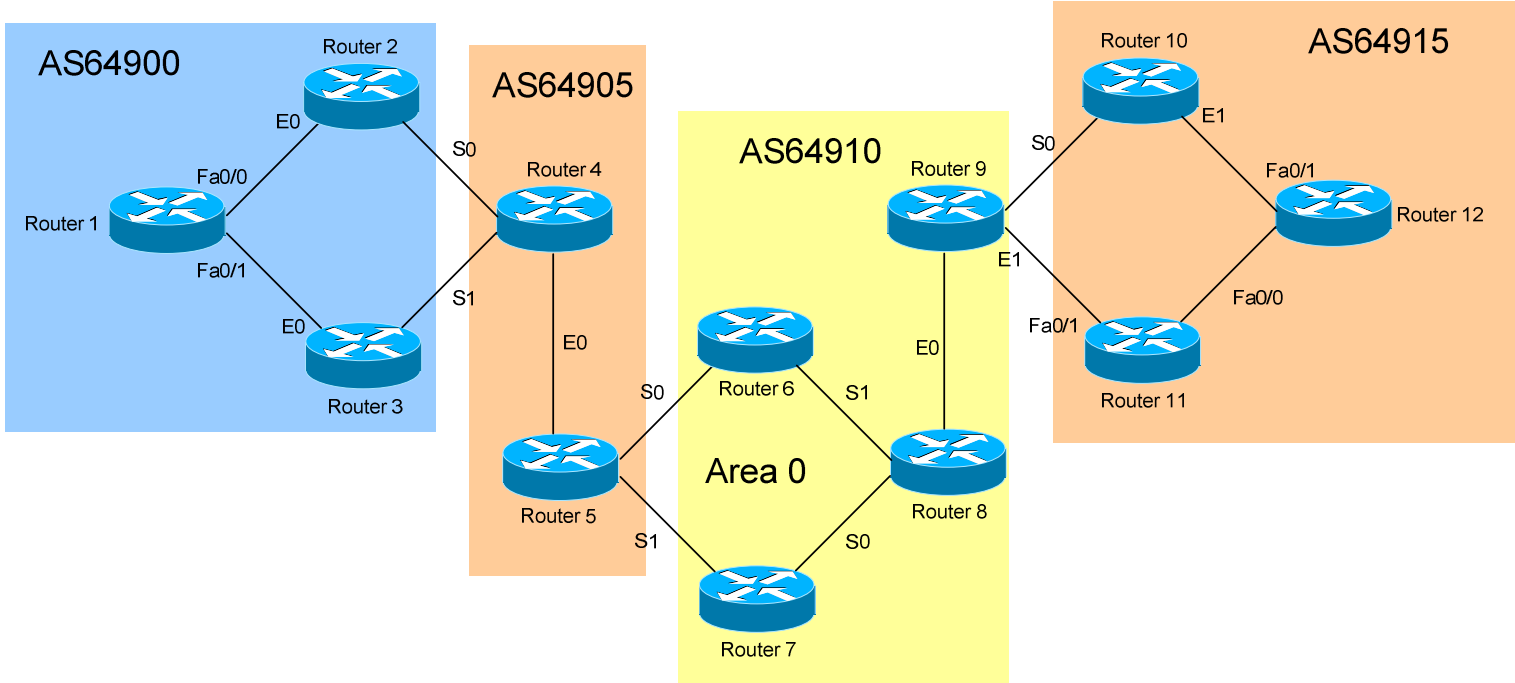 AS64900
Router 2
E0
S0
Fa0/0
Router 1
Fa0/1
E0
S1
Router 3
AS64905
Router 4
E0
Router 5
S0
S1
AS64910
Router 9
E1
E0
Router 6
S1
Area 0
Router 8
S0
Router 7
AS64915
Router 10
S0
E1
Fa0/1
Router 12
Fa0/0
Fa0/1
Router 11